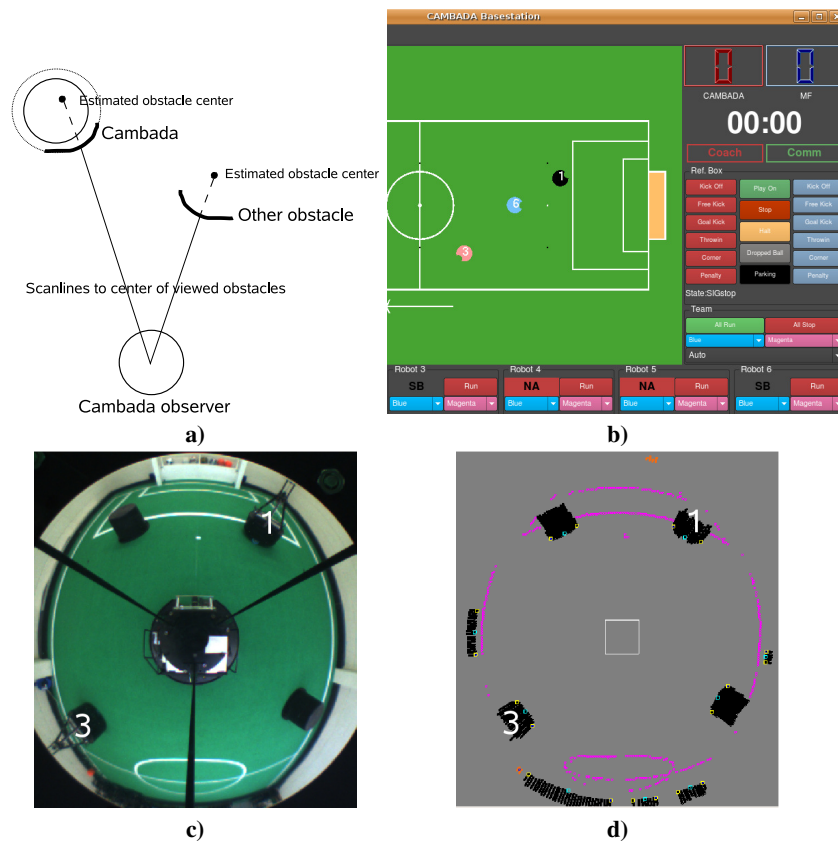 Estimated obstacle center
Cambada
Estimated obstacle center
Other obstacle
Scanlines to center of viewed obstacles
Cambada observer
a)
CAMBADA Basestation
0 0
CAMBADA MF
00:00
Coach Comm
Ref. Box
Kick Off Play On Kick Off
Free Kick Stop Free Kick
Goal Kick Halt Goal Kick
Throwin Dropped Ball Throwin
Corner Parking Corner
Penalty Penalty
State:SIGstop
Team
All Run All Stop
Blue Magenta
Auto
1
6
3
Robot 3 Robot 4 Robot 5 Robot 6
SB Run NA Run NA Run SB Run
Blue Magenta Blue Magenta Blue Magenta Blue Magenta
b)
1
3
c)
1
3
d)